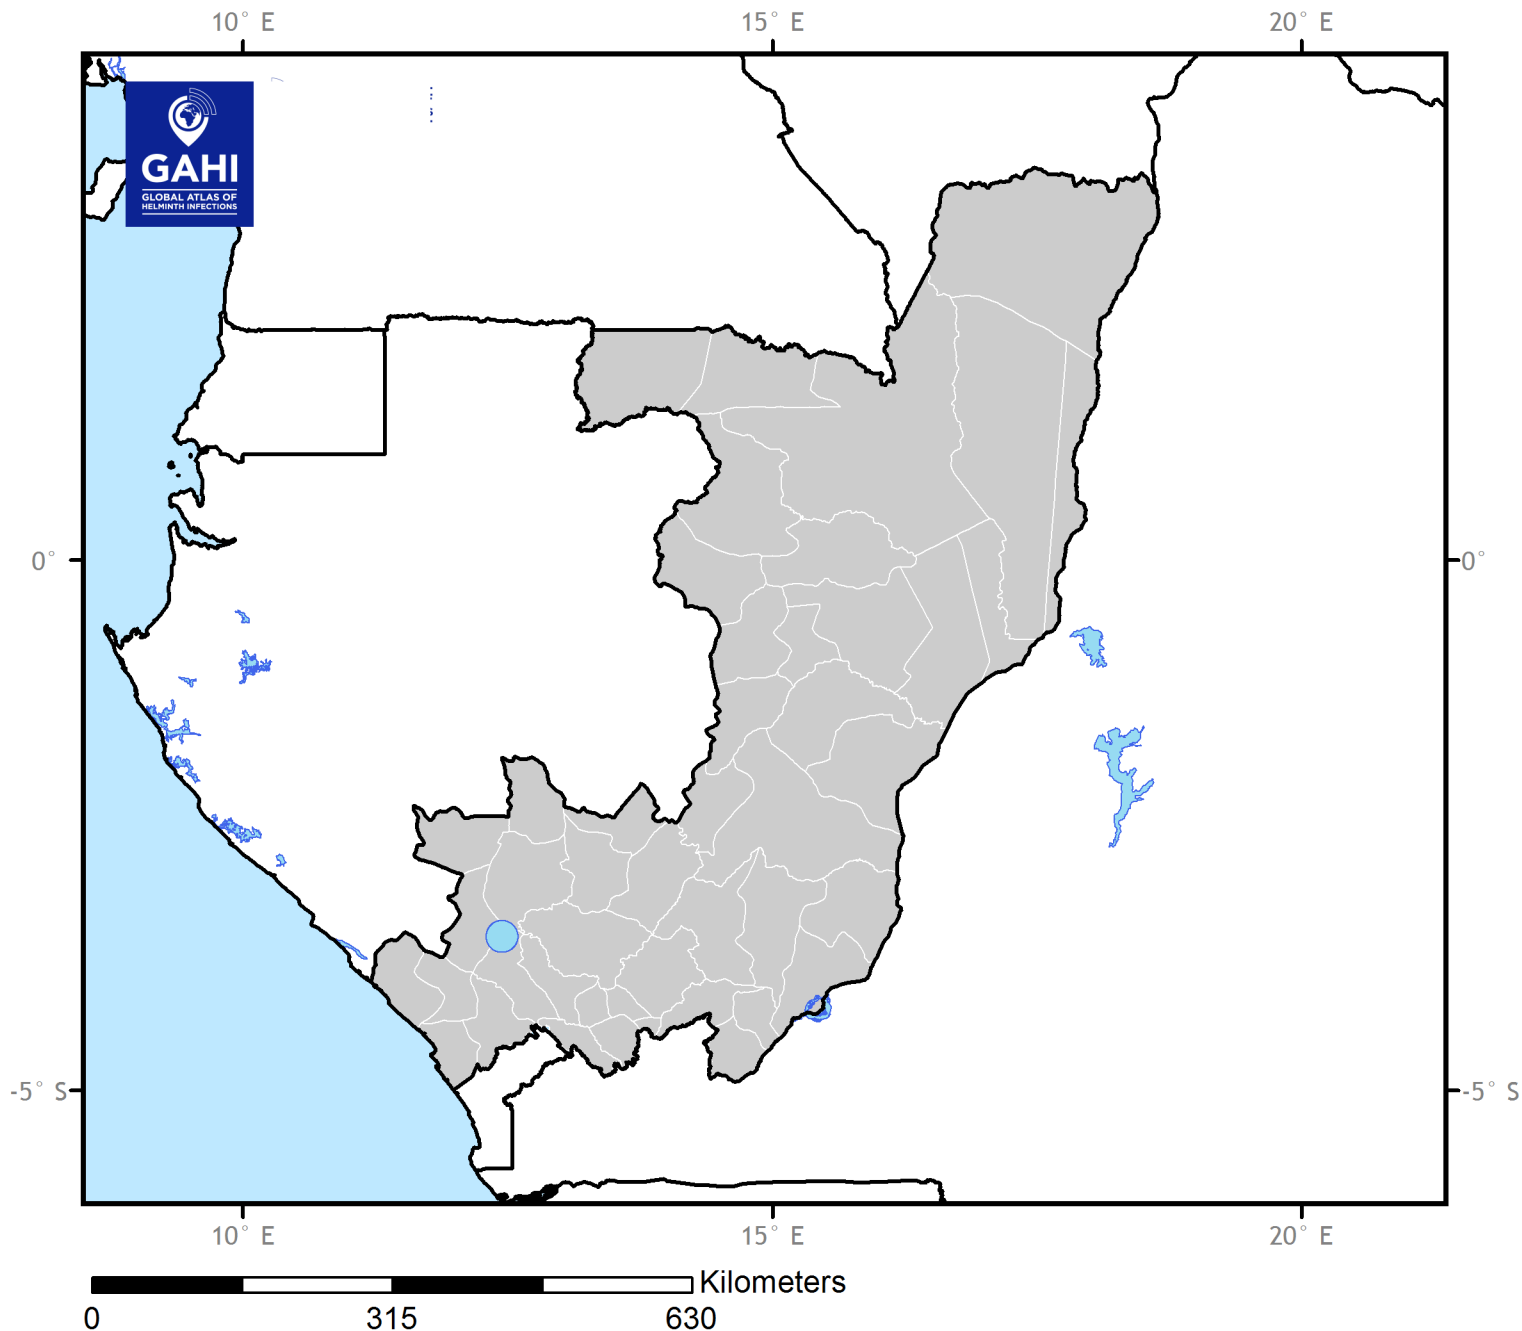 10° E 15° E 20° E
GAHI
GLOBAL ATLAS OF
HELMINTH INFECTIONS
0° 0°
-5° S -5° S
10° E 15° E 20° E
Kilometers
0 315 630